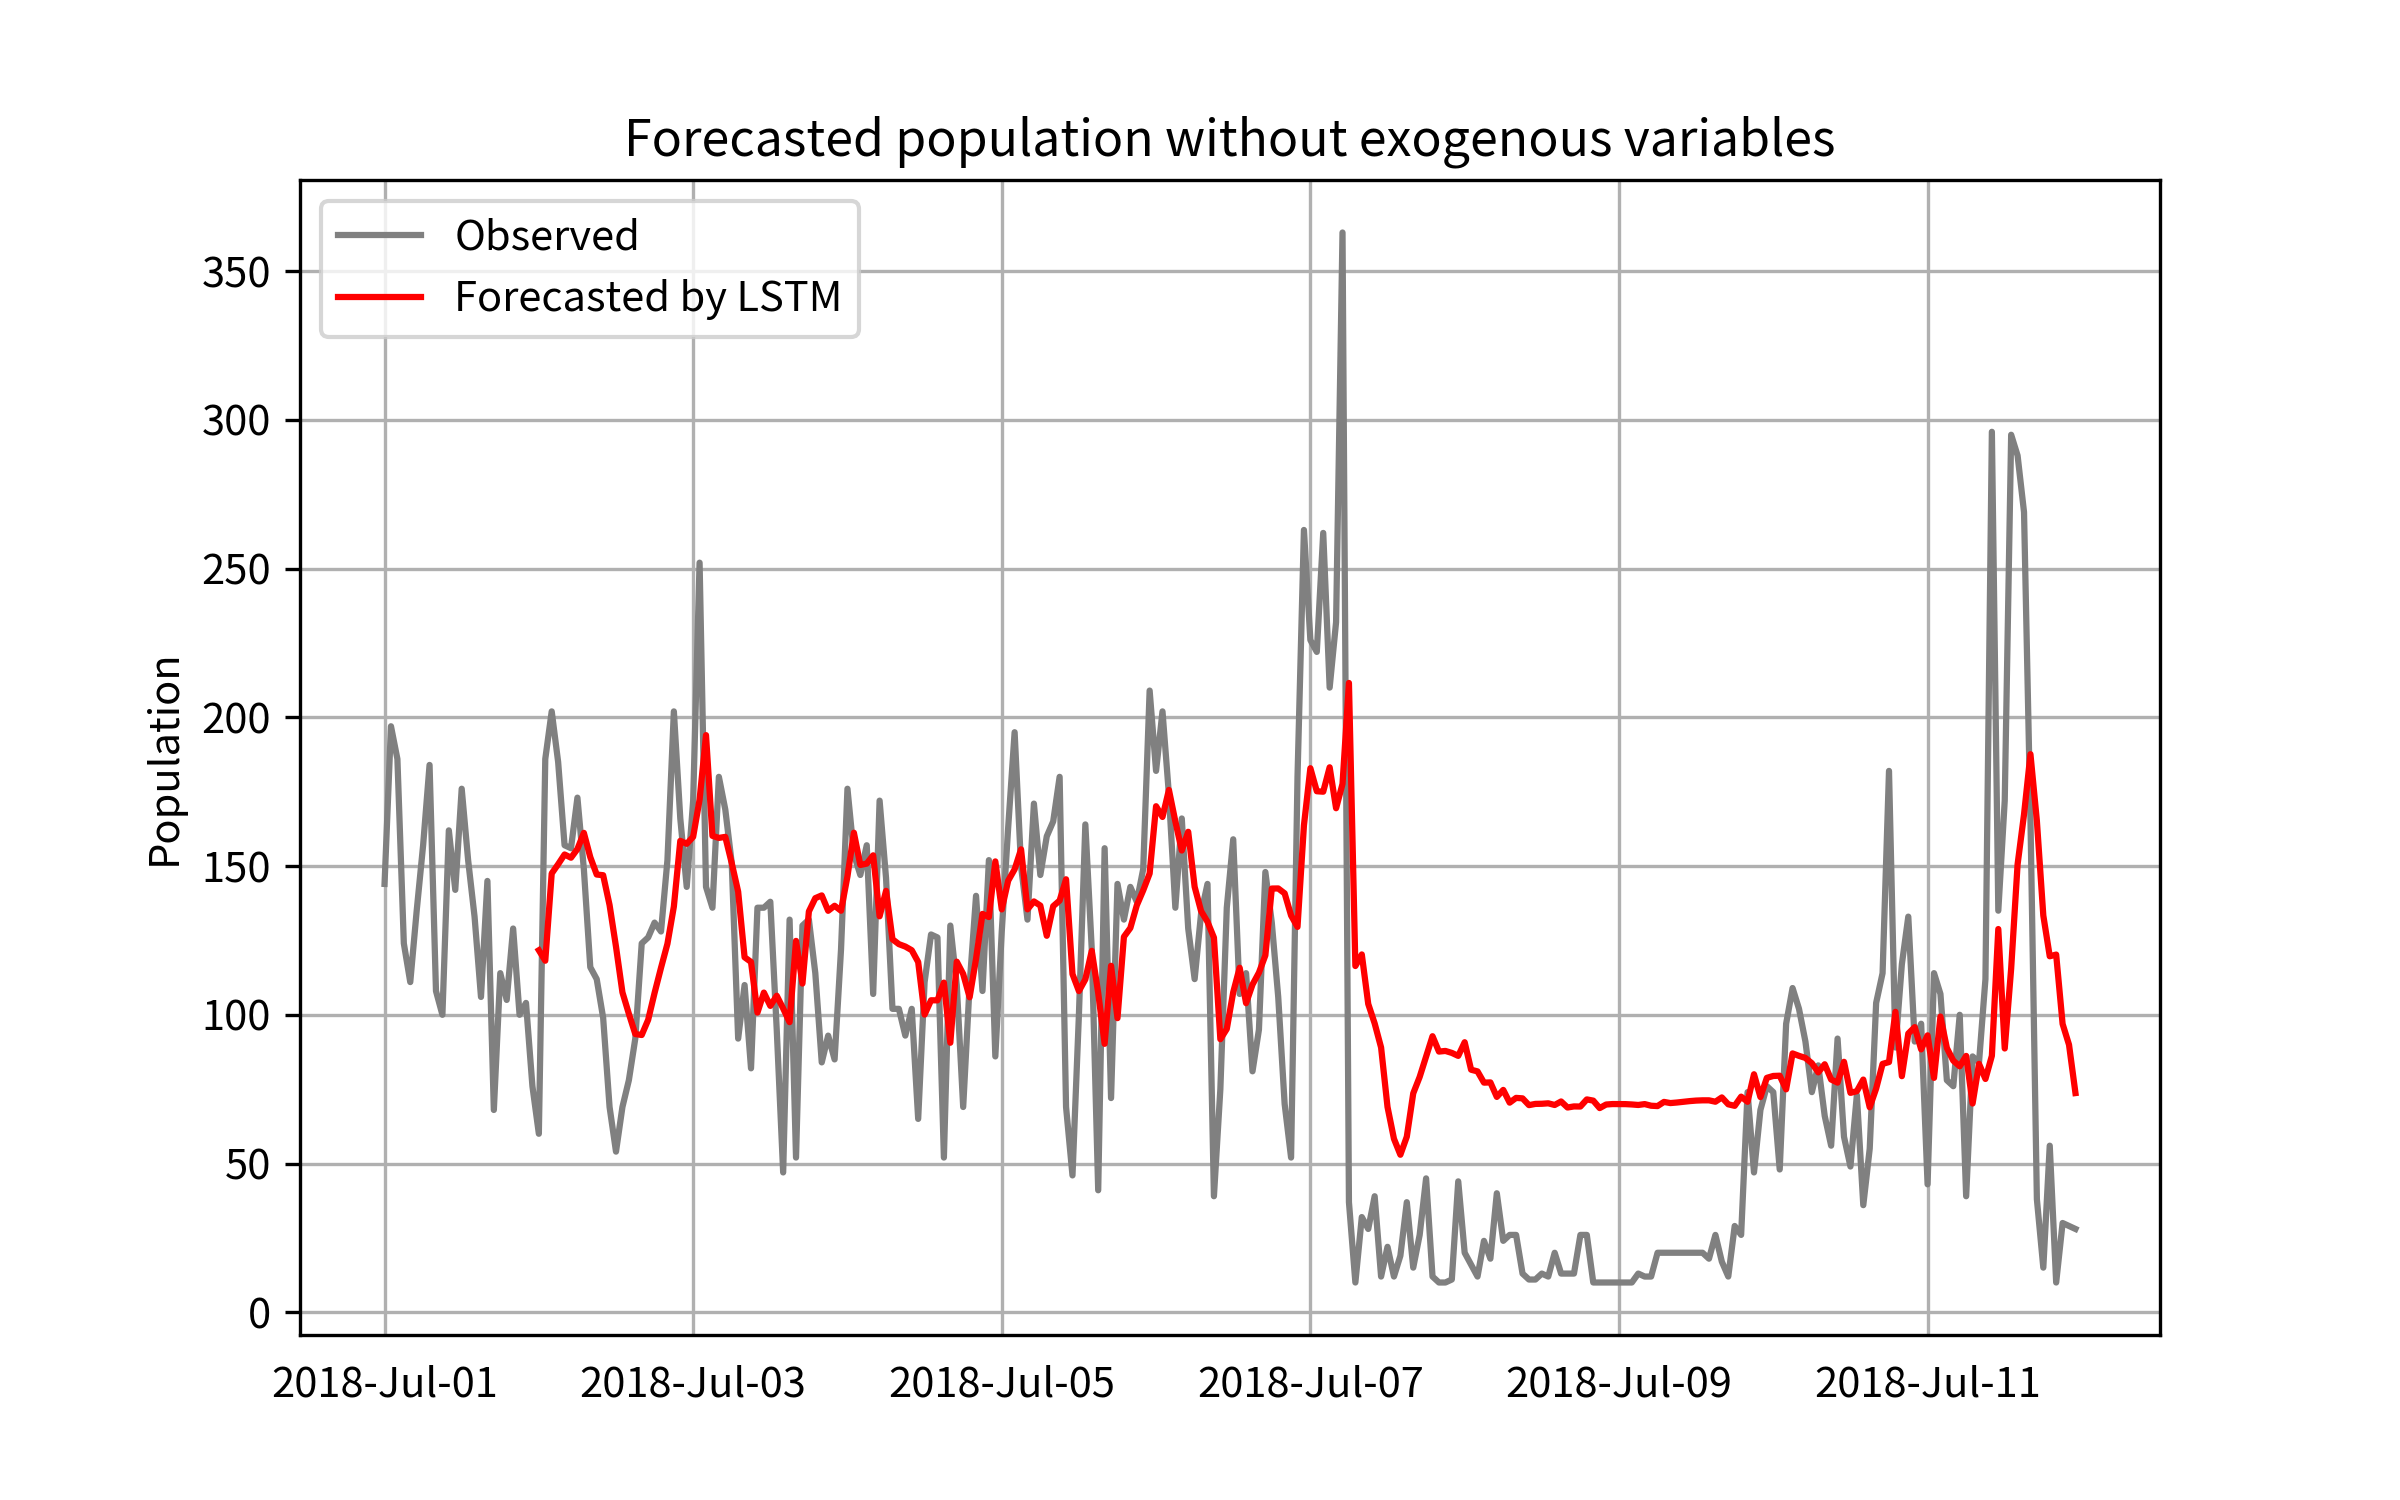 Forecasted population without exogenous variables
Observed
Forecasted by LSTM
Population
350
300
250
200
150
100
50
0
2018-Jul-01 2018-Jul-03 2018-Jul-05 2018-Jul-07 2018-Jul-09 2018-Jul-11